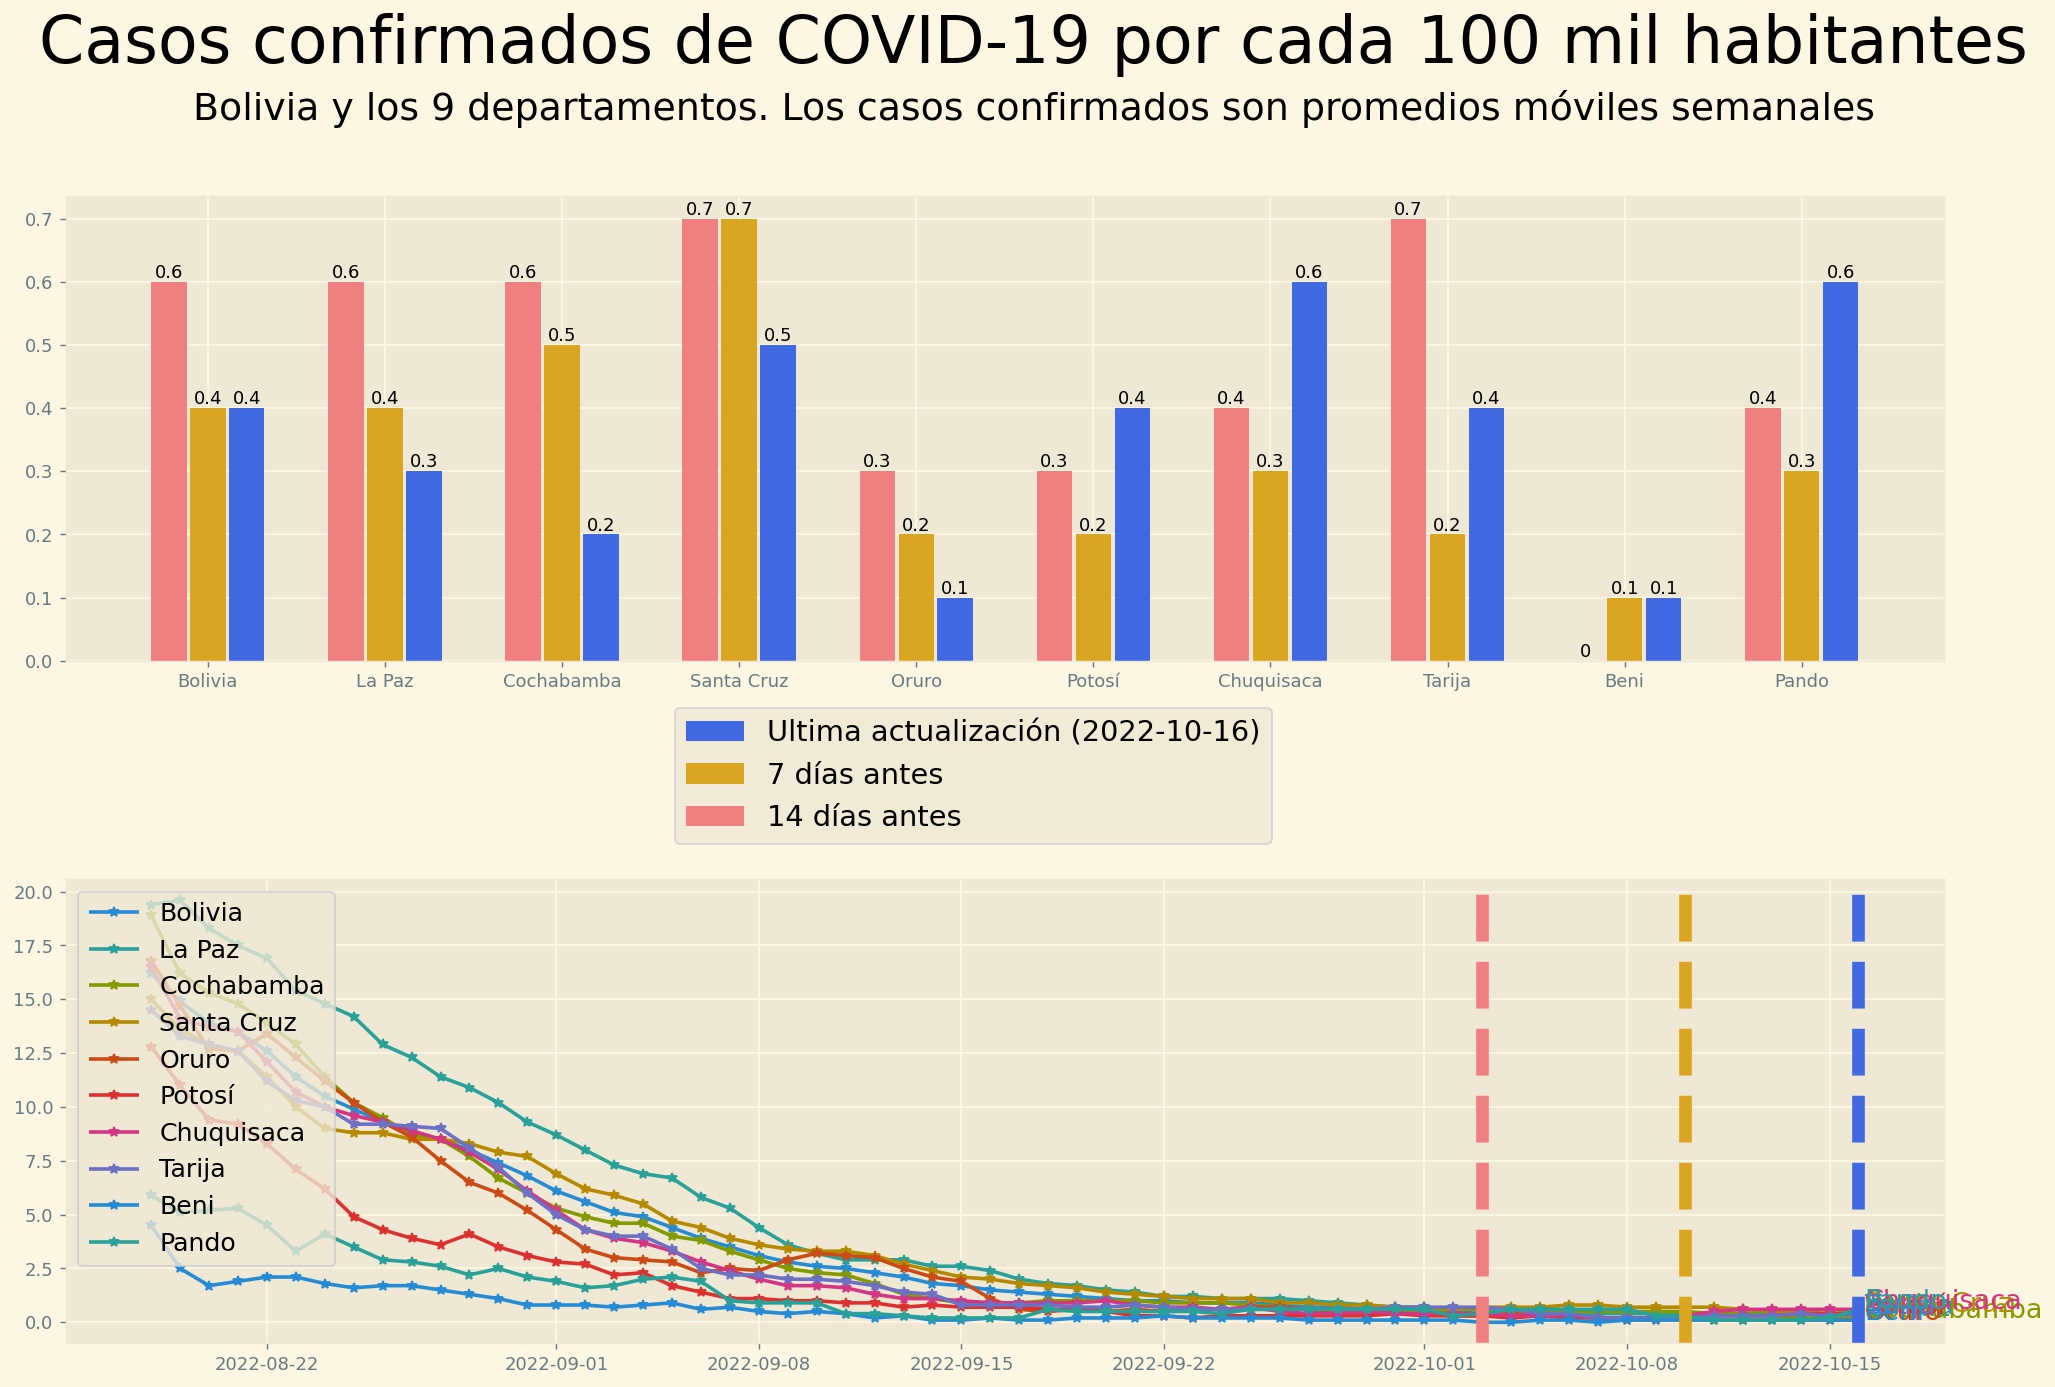 Casos confirmados de COVID-19 por cada 100 mil habitantes
Bolivia y los 9 departamentos. Los casos confirmados son promedios móviles semanales
0.7
0.6
0.5
0.4
0.3
0.2
0.1
0.0
0.6 0.4 0.4
0.6 0.4 0.3
0.6 0.5 0.2
0.7 0.7 0.5
0.3 0.2 0.1
0.3 0.2 0.4
0.4 0.3 0.6
0.7 0.2 0.4
0 0.1 0.1
0.4 0.3 0.6
Bolivia La Paz Cochabamba Santa Cruz Oruro Potosí Chuquisaca Tarija Beni Pando
Ultima actualización (2022-10-16)
7 días antes
14 días antes
20.0
17.5
15.0
12.5
10.0
7.5
5.0
2.5
0.0
Bolivia
La Paz
Cochabamba
Santa Cruz
Oruro
Potosí
Chuquisaca
Tarija
Beni
Pando
2022-08-22 2022-09-01 2022-09-08 2022-09-15 2022-09-22 2022-10-01 2022-10-08 2022-10-15